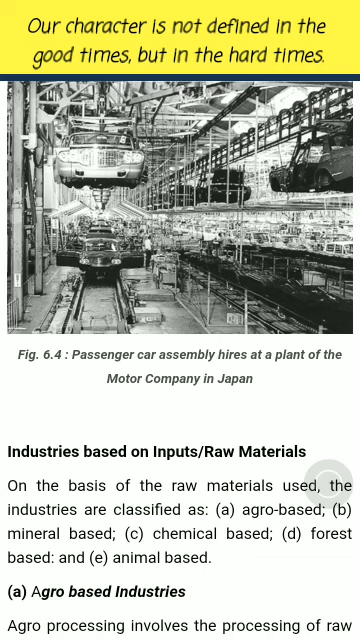 Our character is not defined in the
good times, but in the hard times.
Fig. 6.4 : Passenger car assembly hires at a plant of the
Motor Company in Japan
Industries based on Inputs/Raw Materials
On the basis of the raw materials used, the
industries are classified as: (a) agro-based; (b)
mineral based; (c) chemical based; (d) forest
based: and (e) animal based.
(a) Agro based Industries
Agro processing involves the processing of raw